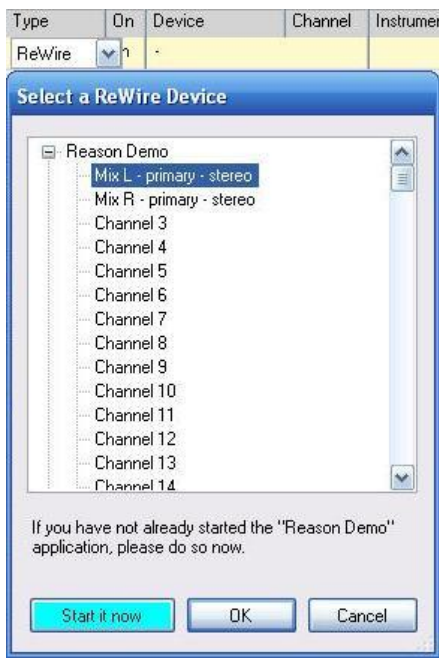 Type On Device Channel Instrumen
ReWire n -
Select a ReWire Device
Reason Demo
Mix L - primary - stereo
Mix R - primary - stereo
Channel 3
Channel 4
Channel 5
Channel 6
Channel 7
Channel 8
Channel 9
Channel 10
Channel 11
Channel 12
Channel 13
Channel 14
If you have not already started the "Reason Demo"
application, please do so now.
Start it now OK Cancel